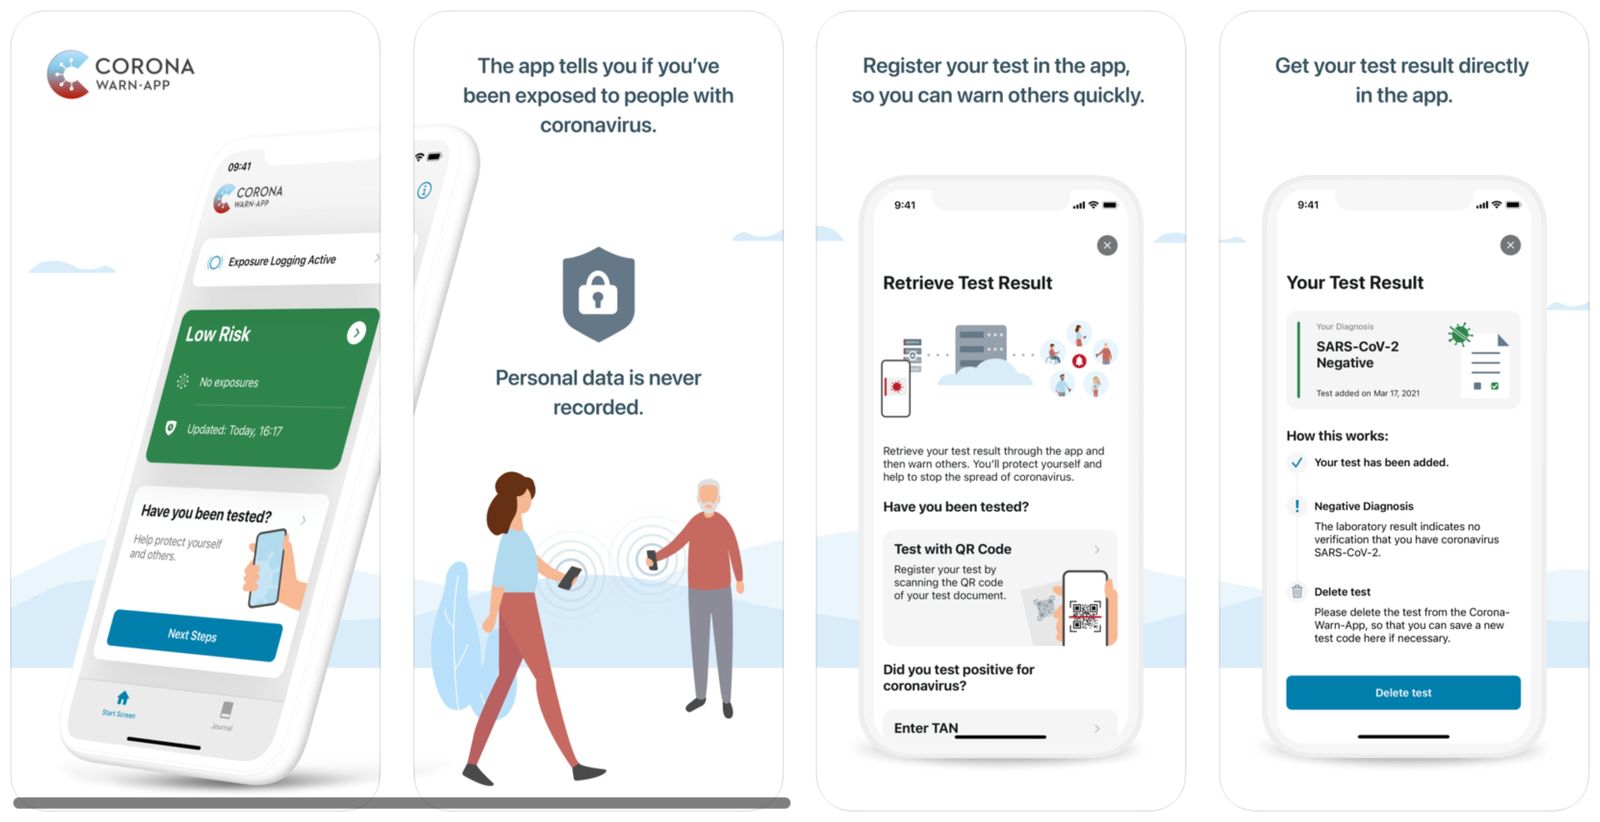 CORONA
WARN-APP
09:41
CORONA
WARN-APP
Exposure Logging Active
Low Risk
No exposures
Updated: Today, 16:17
Have you been tested?
Help protect yourself
and others.
Next Steps
Start Screen
Journal
The app tells you if you’ve
been exposed to people with
coronavirus.
Personal data is never
recorded.
Register your test in the app,
so you can warn others quickly.
9:41
Retrieve Test Result
Retrieve your test result through the app and
then warn others. You’ll protect yourself and
help to stop the spread of coronavirus.
Have you been tested?
Test with QR Code
Register your test by
scanning the QR code
of your test document.
Did you test positive for
coronavirus?
Enter TAN
Get your test result directly
in the app.
9:41
Your Test Result
Your Diagnosis
SARS-CoV-2
Negative
Test added on Mar 17, 2021
How this works:
Your test has been added.
Negative Diagnosis
The laboratory result indicates no
verification that you have coronavirus
SARS-CoV-2.
Delete test
Please delete the test from the Corona-
Warn-App, so that you can save a new
test code here if necessary.
Delete test